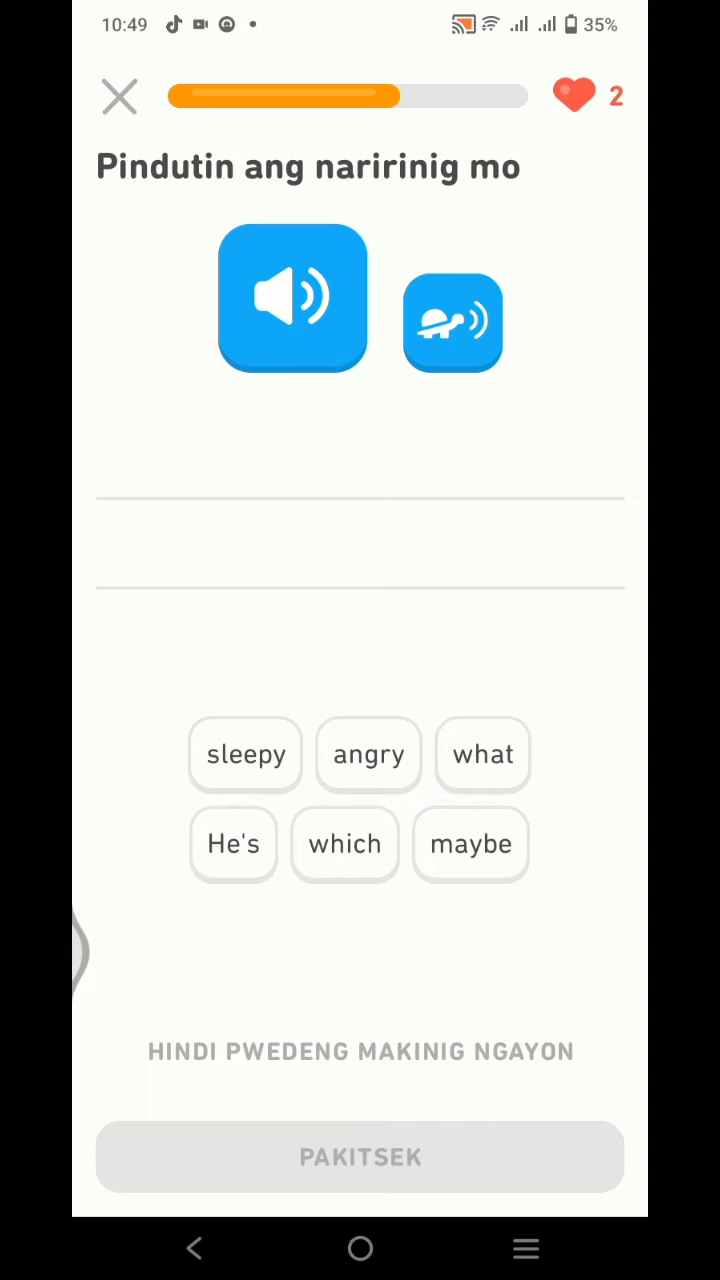 10:49 35%
2
Pindutin ang naririnig mo
sleepy angry what
He's which maybe
HINDI PWEDENG MAKINIG NGAYON
PAKITSEK